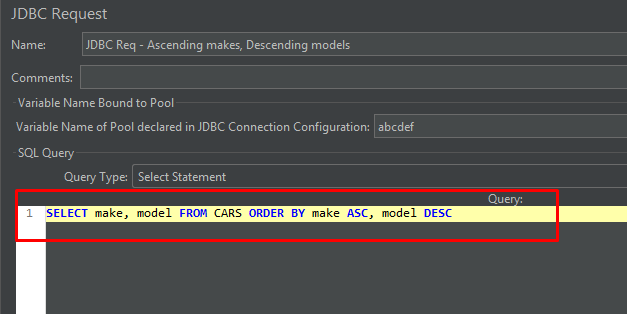 JDBC Request
Name: JDBC Req - Ascending makes, Descending models
Comments:
Variable Name Bound to Pool
Variable Name of Pool declared in JDBC Connection Configuration: abcdef
SQL Query
Query Type: Select Statement
Query:
1 SELECT make, model FROM CARS ORDER BY make ASC, model DESC